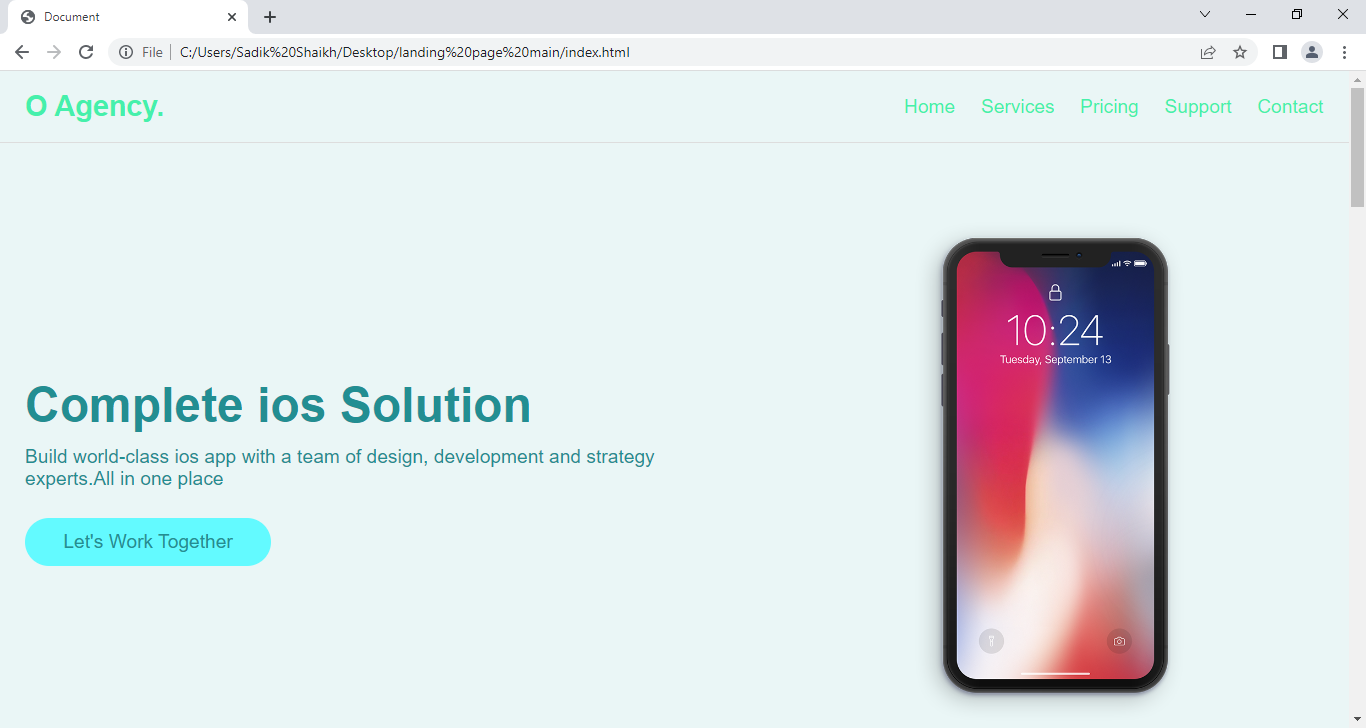 Document
File
C:/Users/Sadik%20Shaikh/Desktop/landing%20page%20main/index.html
O Agency.
Home Services Pricing Support Contact
10:24
Tuesday, September 13
Complete ios Solution
Build world-class ios app with a team of design, development and strategy
experts.All in one place
Let's Work Together